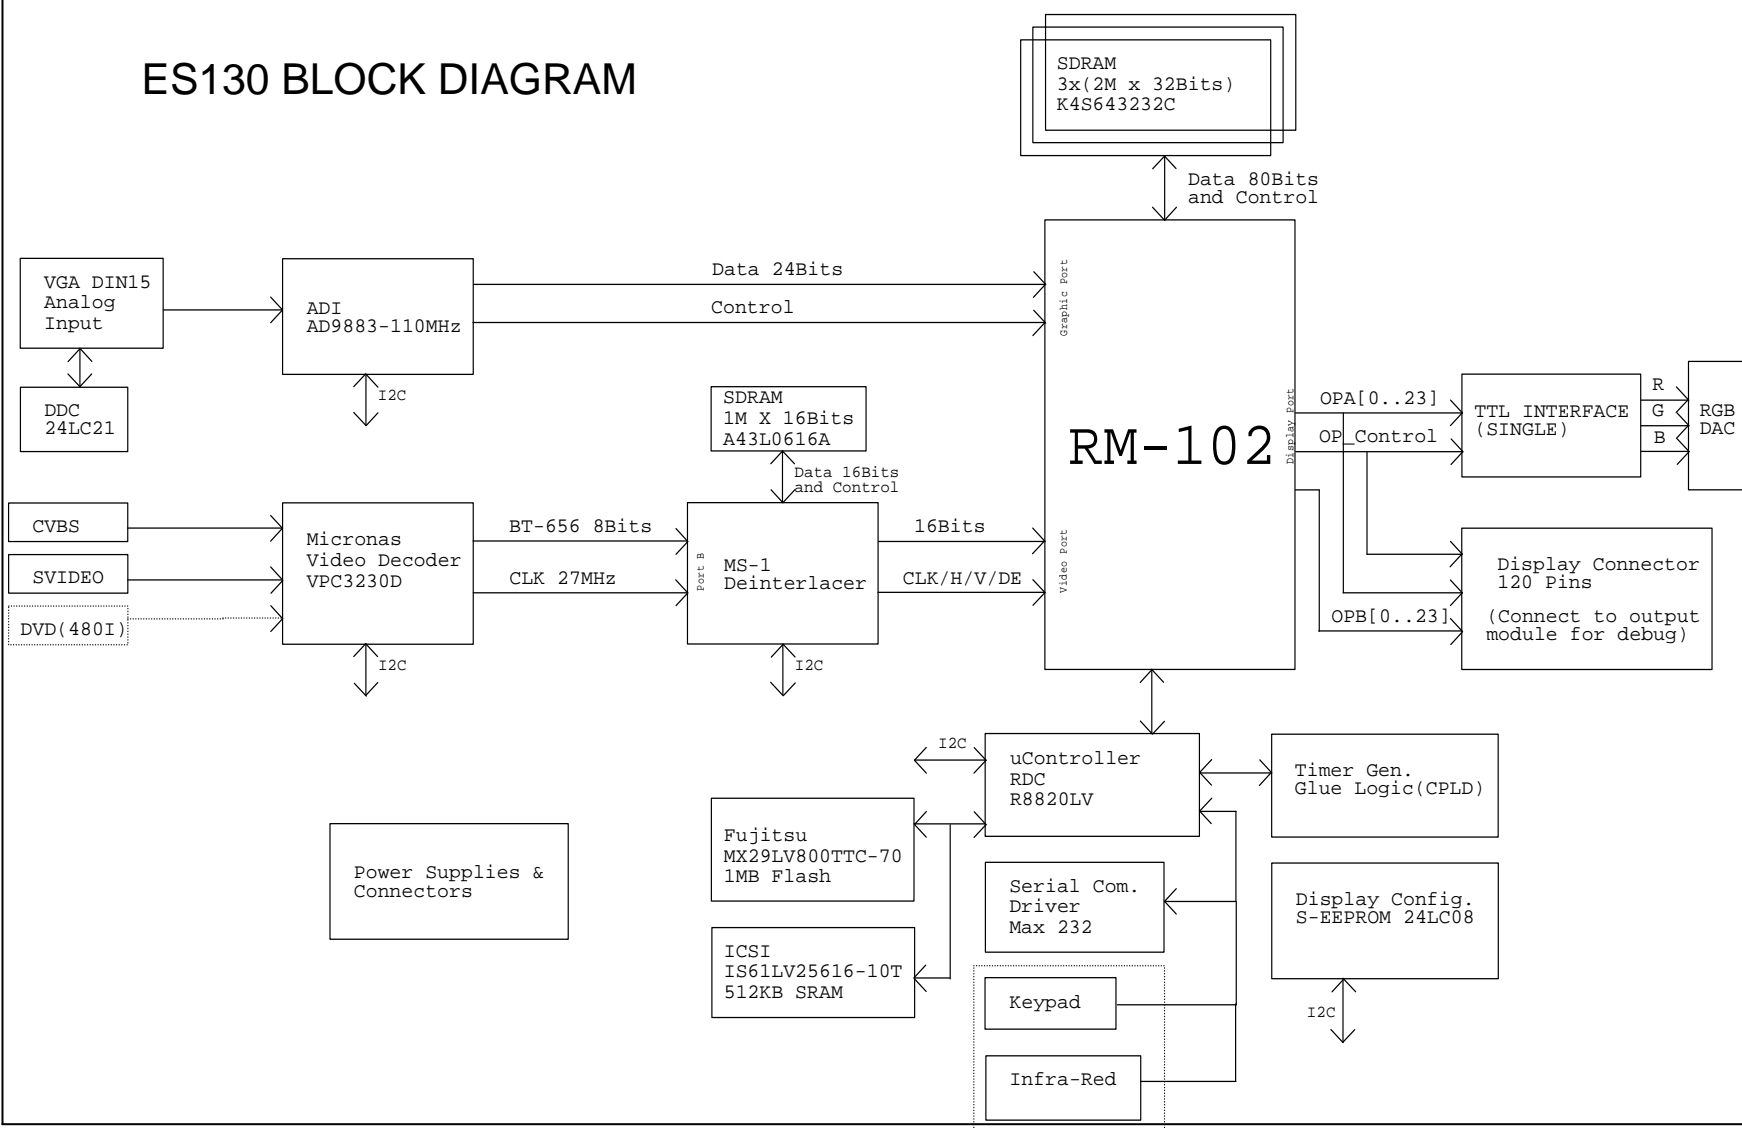 ES130 BLOCK DIAGRAM
SDRAM
3x(2M x 32Bits)
K4S643232C
Data 80Bits
and Control
VGA DIN15
Analog
Input
ADI
AD9883-110MHz
Data 24Bits
Control
Graphic Port
I2C
DDC
24LC21
SDRAM
1M X 16Bits
A43L0616A
Data 16Bits
and Control
RM-102
Display Port
OPA[0..23]
OP_Control
TTL INTERFACE
(SINGLE)
R
G
B
RGB
DAC
CVBS
SVIDEO
DVD(480I)
Micronas
Video Decoder
VPC3230D
BT-656 8Bits
CLK 27MHz
Port B
MS-1
Deinterlacer
16Bits
CLK/H/V/DE
Video Port
Display Connector
120 Pins
(Connect to output
module for debug)
OPB[0..23]
I2C
I2C
I2C
uController
RDC
R8820LV
Timer Gen.
Glue Logic(CPLD)
Fujitsu
MX29LV800TTC-70
1MB Flash
Power Supplies &
Connectors
Serial Com.
Driver
Max 232
Display Config.
S-EEPROM 24LC08
ICSI
IS61LV25616-10T
512KB SRAM
Keypad
I2C
Infra-Red